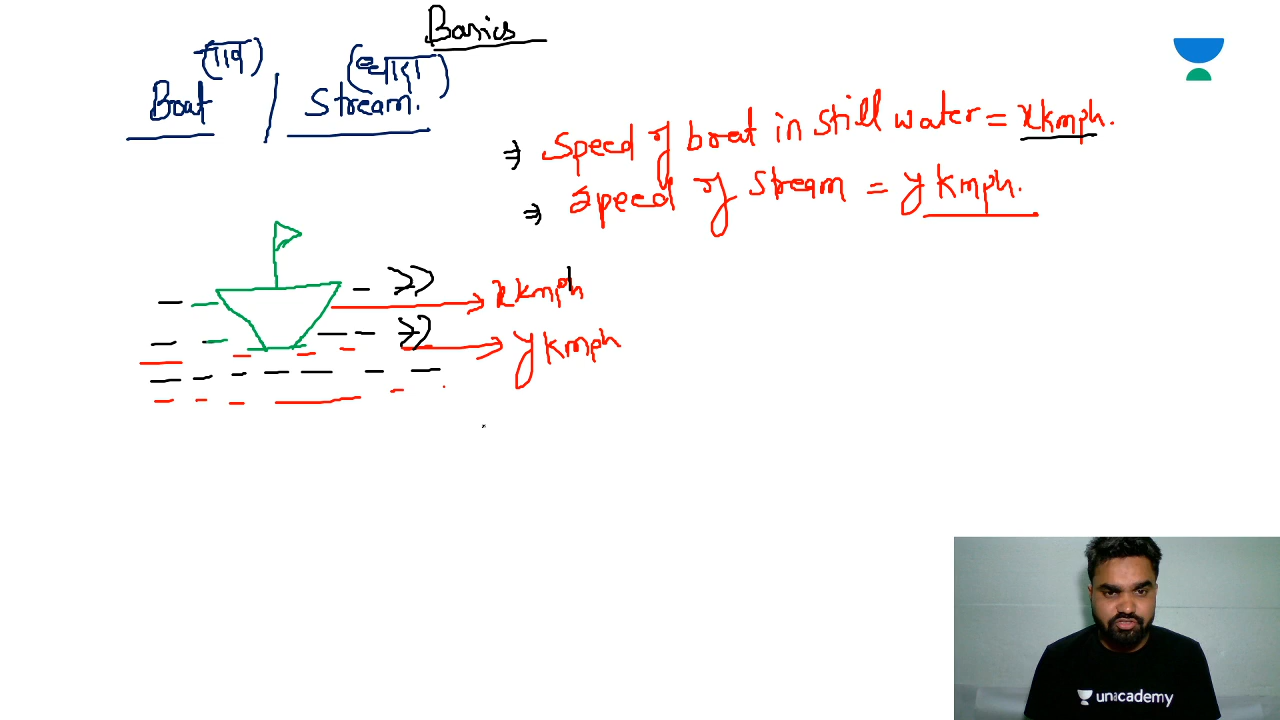 Basics
(नाव)
(धारा)
Boat / Stream.
⇒ Speed of boat in still water = x kmph.
⇒ Speed of stream = y kmph.
x kmph
y kmph
unacademy